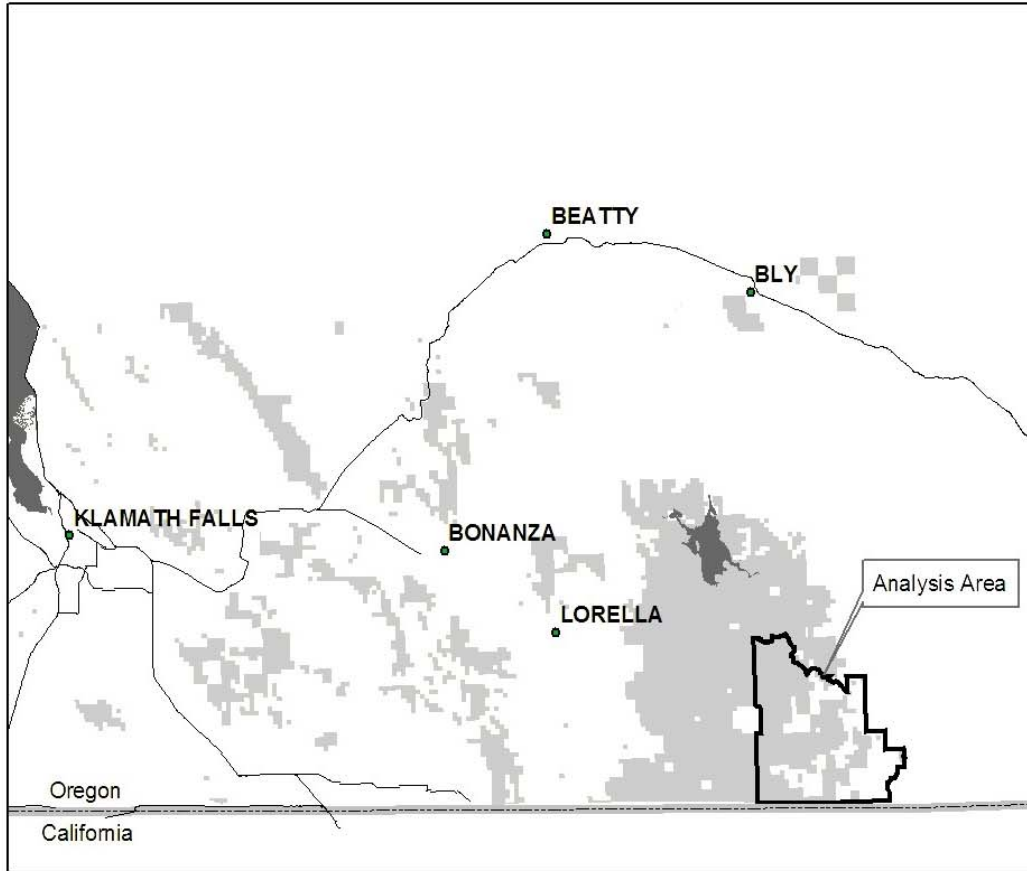 BEATTY
BLY
KLAMATH FALLS
BONANZA
Analysis Area
LORELLA
Oregon
California